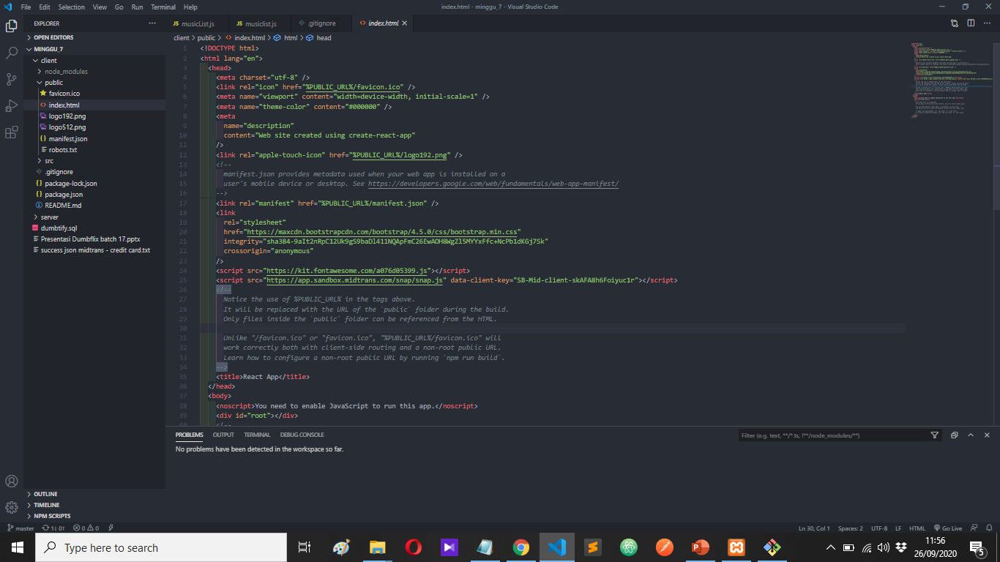 File Edit Selection View Go Run Terminal Help
index.html - minggu_7 - Visual Studio Code
EXPLORER
OPEN EDITORS
MINGGU_7
client
node_modules
public
favicon.ico
index.html
logo192.png
logo512.png
manifest.json
robots.txt
src
.gitignore
package-lock.json
package.json
README.md
server
dumbtify.sql
Presentasi Dumbflix batch 17.pptx
success json midtrans - credit card.txt
OUTLINE
TIMELINE
NPM SCRIPTS
JS musicList.js JS musiclist.js .gitignore index.html
client > public > index.html > html > head
1 <!DOCTYPE html>
2 <html lang="en">
3 <head>
4 <meta charset="utf-8" />
5 <link rel="icon" href="%PUBLIC_URL%/favicon.ico" />
6 <meta name="viewport" content="width=device-width, initial-scale=1" />
7 <meta name="theme-color" content="#000000" />
8 <meta
9 name="description"
10 content="Web site created using create-react-app"
11 />
12 <link rel="apple-touch-icon" href="%PUBLIC_URL%/logo192.png" />
13 <!--
14 manifest.json provides metadata used when your web app is installed on a
15 user's mobile device or desktop. See https://developers.google.com/web/fundamentals/web-app-manifest/
16 -->
17 <link rel="manifest" href="%PUBLIC_URL%/manifest.json" />
18 <link
19 rel="stylesheet"
20 href="https://maxcdn.bootstrapcdn.com/bootstrap/4.5.0/css/bootstrap.min.css"
21 integrity="sha384-9aIt2nRpC12Uk9gS9baDl411NQApFmC26EwAOH8WgZl5MYYxFfc+NcPb1dKGj7Sk"
22 crossorigin="anonymous"
23 />
24 <script src="https://kit.fontawesome.com/a076d05399.js"></script>
25 <script src="https://app.sandbox.midtrans.com/snap/snap.js" data-client-key="SB-Mid-client-skAFA8h6Foiyuc1r"></script>
26 <!--
27 Notice the use of %PUBLIC_URL% in the tags above.
28 It will be replaced with the URL of the `public` folder during the build.
29 Only files inside the `public` folder can be referenced from the HTML.
30
31 Unlike "/favicon.ico" or "favicon.ico", "%PUBLIC_URL%/favicon.ico" will
32 work correctly both with client-side routing and a non-root public URL.
33 Learn how to configure a non-root public URL by running `npm run build`.
34 -->
35 <title>React App</title>
36 </head>
37 <body>
38 <noscript>You need to enable JavaScript to run this app.</noscript>
39 <div id="root"></div>
40 <!--
PROBLEMS OUTPUT TERMINAL DEBUG CONSOLE
Filter (e.g. text, **/*.ts, !**/node_modules/**)
No problems have been detected in the workspace so far.
master 1↓ 0↑ 0 0
Ln 30, Col 1 Spaces: 2 UTF-8 LF HTML Go Live
Type here to search
11:56
26/09/2020
5